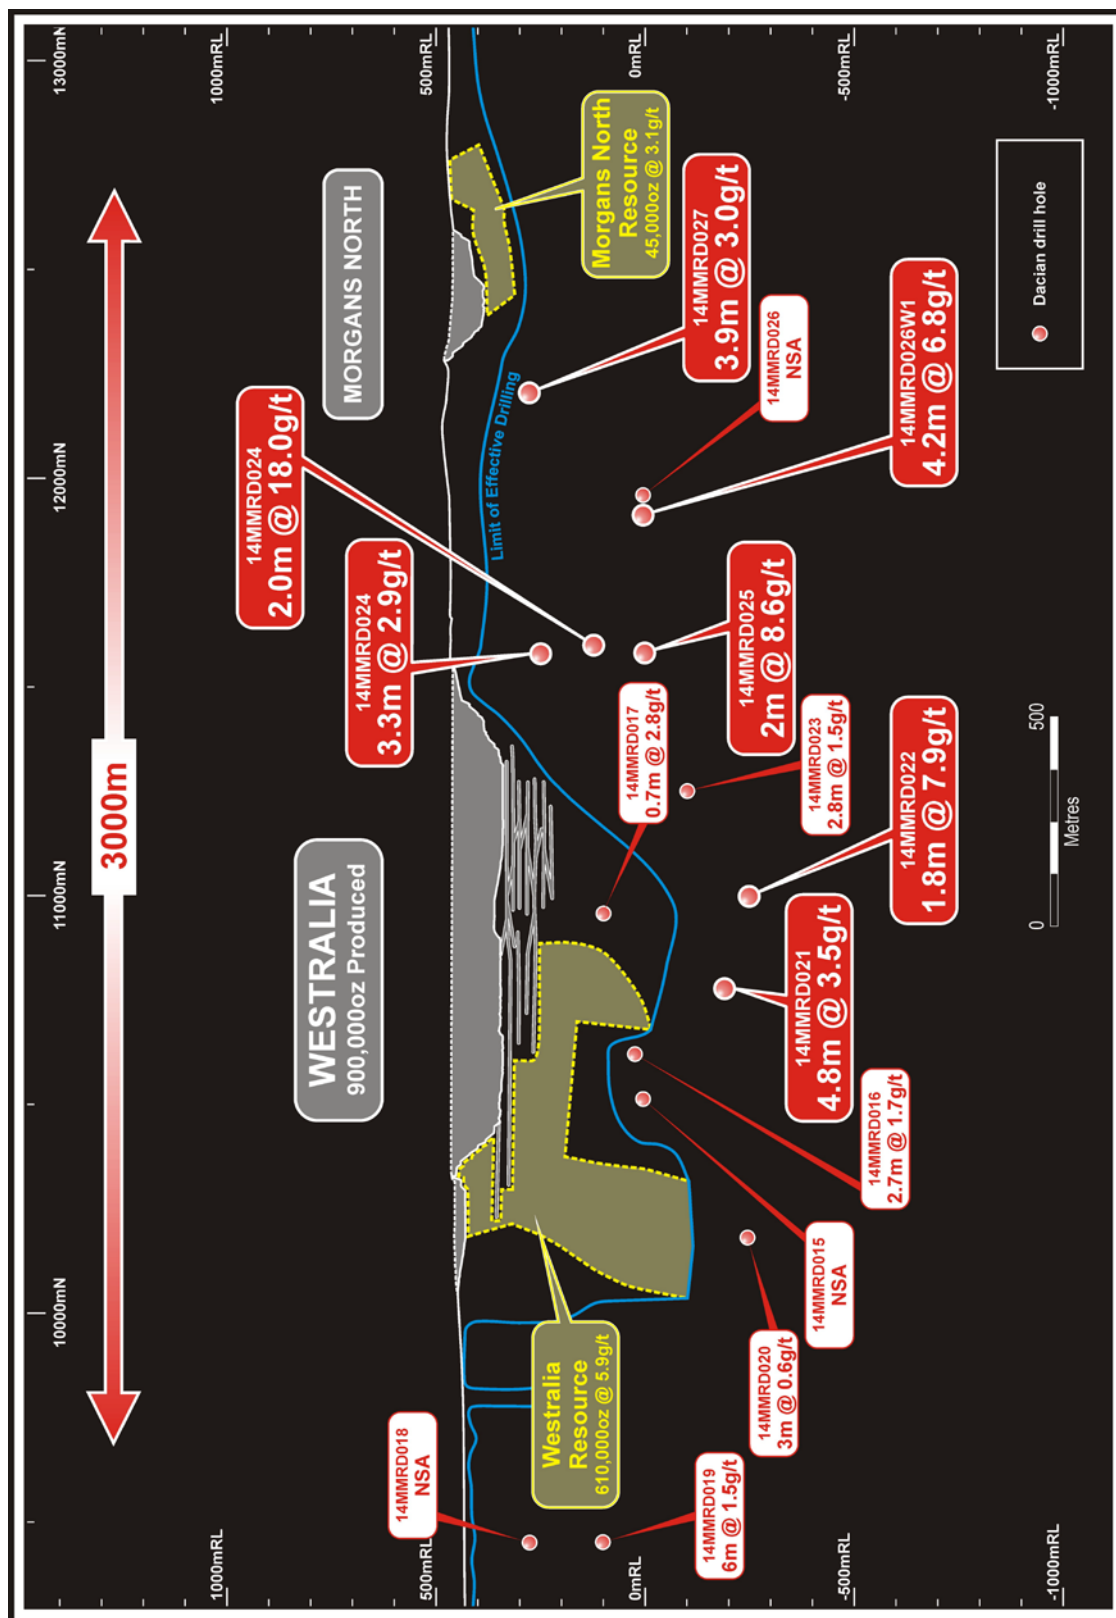 3000m
10000mN
11000mN
12000mN
13000mN
1000mRL
1000mRL
500mRL
500mRL
0mRL
0mRL
-500mRL
-500mRL
-1000mRL
-1000mRL
WESTRALIA
900,000oz Produced
MORGANS NORTH
14MMRD024
2.0m @ 18.0g/t
14MMRD024
3.3m @ 2.9g/t
14MMRD018
NSA
Limit of Effective Drilling
Westralia
Resource
610,000oz @ 5.9g/t
Morgans North
Resource
45,000oz @ 3.1g/t
14MMRD017
0.7m @ 2.8g/t
14MMRD027
3.9m @ 3.0g/t
14MMRD019
6m @ 1.5g/t
14MMRD020
3m @ 0.6g/t
14MMRD015
NSA
14MMRD016
2.7m @ 1.7g/t
14MMRD021
4.8m @ 3.5g/t
14MMRD022
1.8m @ 7.9g/t
14MMRD023
2.8m @ 1.5g/t
14MMRD025
2m @ 8.6g/t
14MMRD026
NSA
14MMRD026W1
4.2m @ 6.8g/t
0
500
Metres
Dacian drill hole